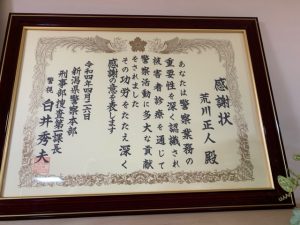 感謝状
荒川正人 殿
あなたは警察業務の
重要性を深く認識され
被害者診療を通じて
警察活動に多大な貢献
をされました
その功労をたたえ深く
感謝の意を表します
令和四年四月二六日
新潟県警察本部
刑事部捜査第一課長
警視 白井秀夫